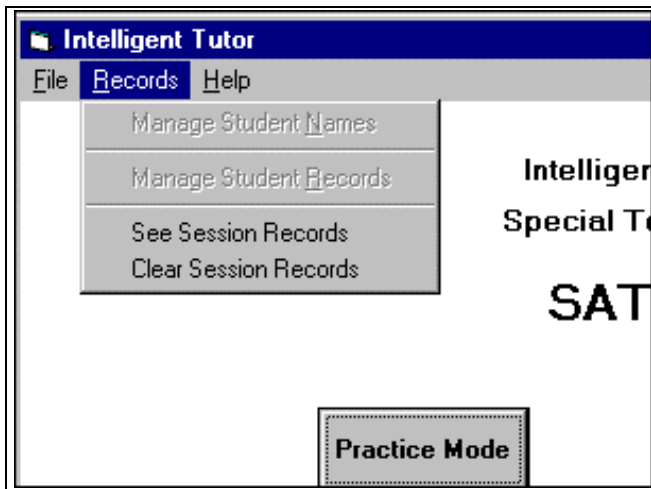 Intelligent Tutor
File Records Help
Manage Student Names
Manage Student Records
See Session Records
Clear Session Records
Intelliger
Special To
SAT
Practice Mode